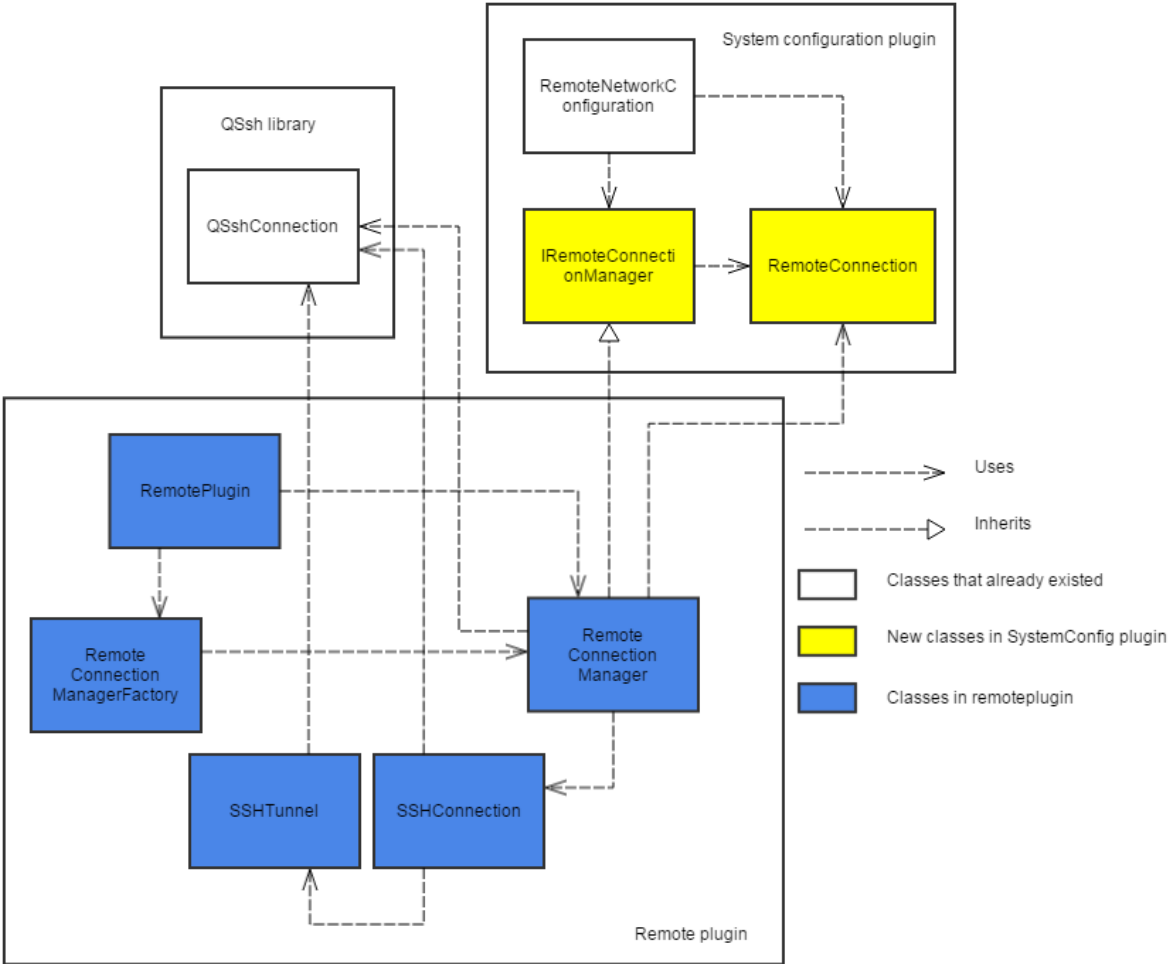 System configuration plugin
RemoteNetworkC
onfiguration
QSsh library
QSshConnection
IRemoteConnecti
onManager
RemoteConnection
RemotePlugin
Remote
Connection
ManagerFactory
Remote
Connection
Manager
SSHTunnel
SSHConnection
Remote plugin
Uses
Inherits
Classes that already existed
New classes in SystemConfig plugin
Classes in remoteplugin